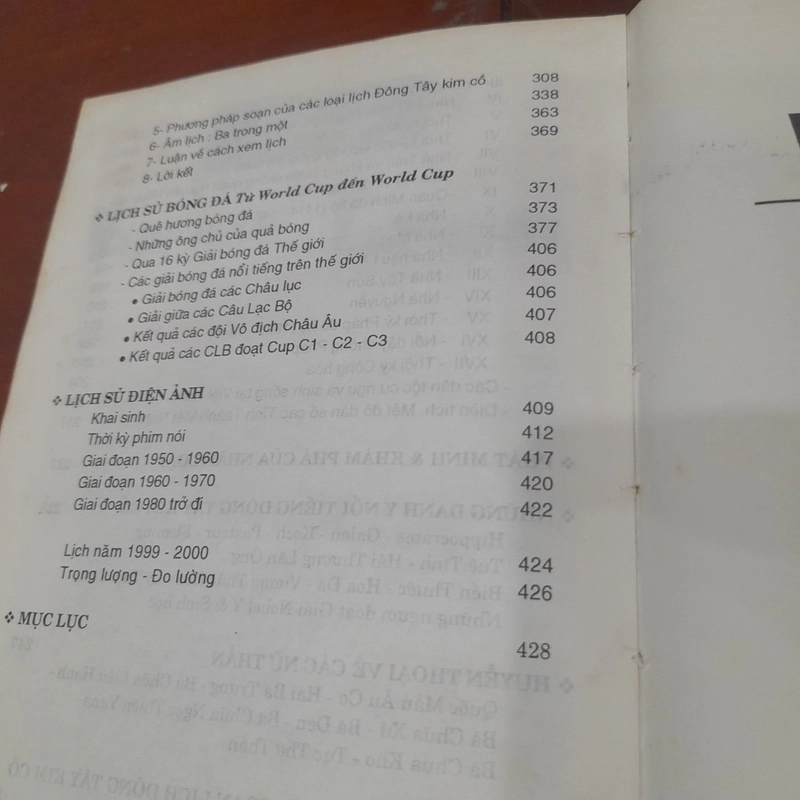 5- Phương pháp soạn của các loại lịch Đông Tây kim cổ 308
6- Âm lịch : Ba trong một 338
7- Luận về cách xem lịch 363
8- Lời kết 369
❖ LỊCH SỬ BÓNG ĐÁ Từ World Cup đến World Cup
- Quê hương bóng đá 371
- Những ông chủ của quả bóng 373
- Qua 16 kỳ Giải bóng đá Thế giới 377
- Các giải bóng đá nổi tiếng trên thế giới 406
• Giải bóng đá các Châu lục 406
• Giải giữa các Câu Lạc Bộ 406
• Kết quả các đội Vô địch Châu Âu 407
• Kết quả các CLB đoạt Cup C1 - C2 - C3 408
❖ LỊCH SỬ ĐIỆN ẢNH
Khai sinh 409
Thời kỳ phim nói 412
Giai đoạn 1950 - 1960 417
Giai đoạn 1960 - 1970 420
Giai đoạn 1980 trở đi 422
Lịch năm 1999 - 2000 424
Trọng lượng - Đo lường 426
❖ MỤC LỤC 428